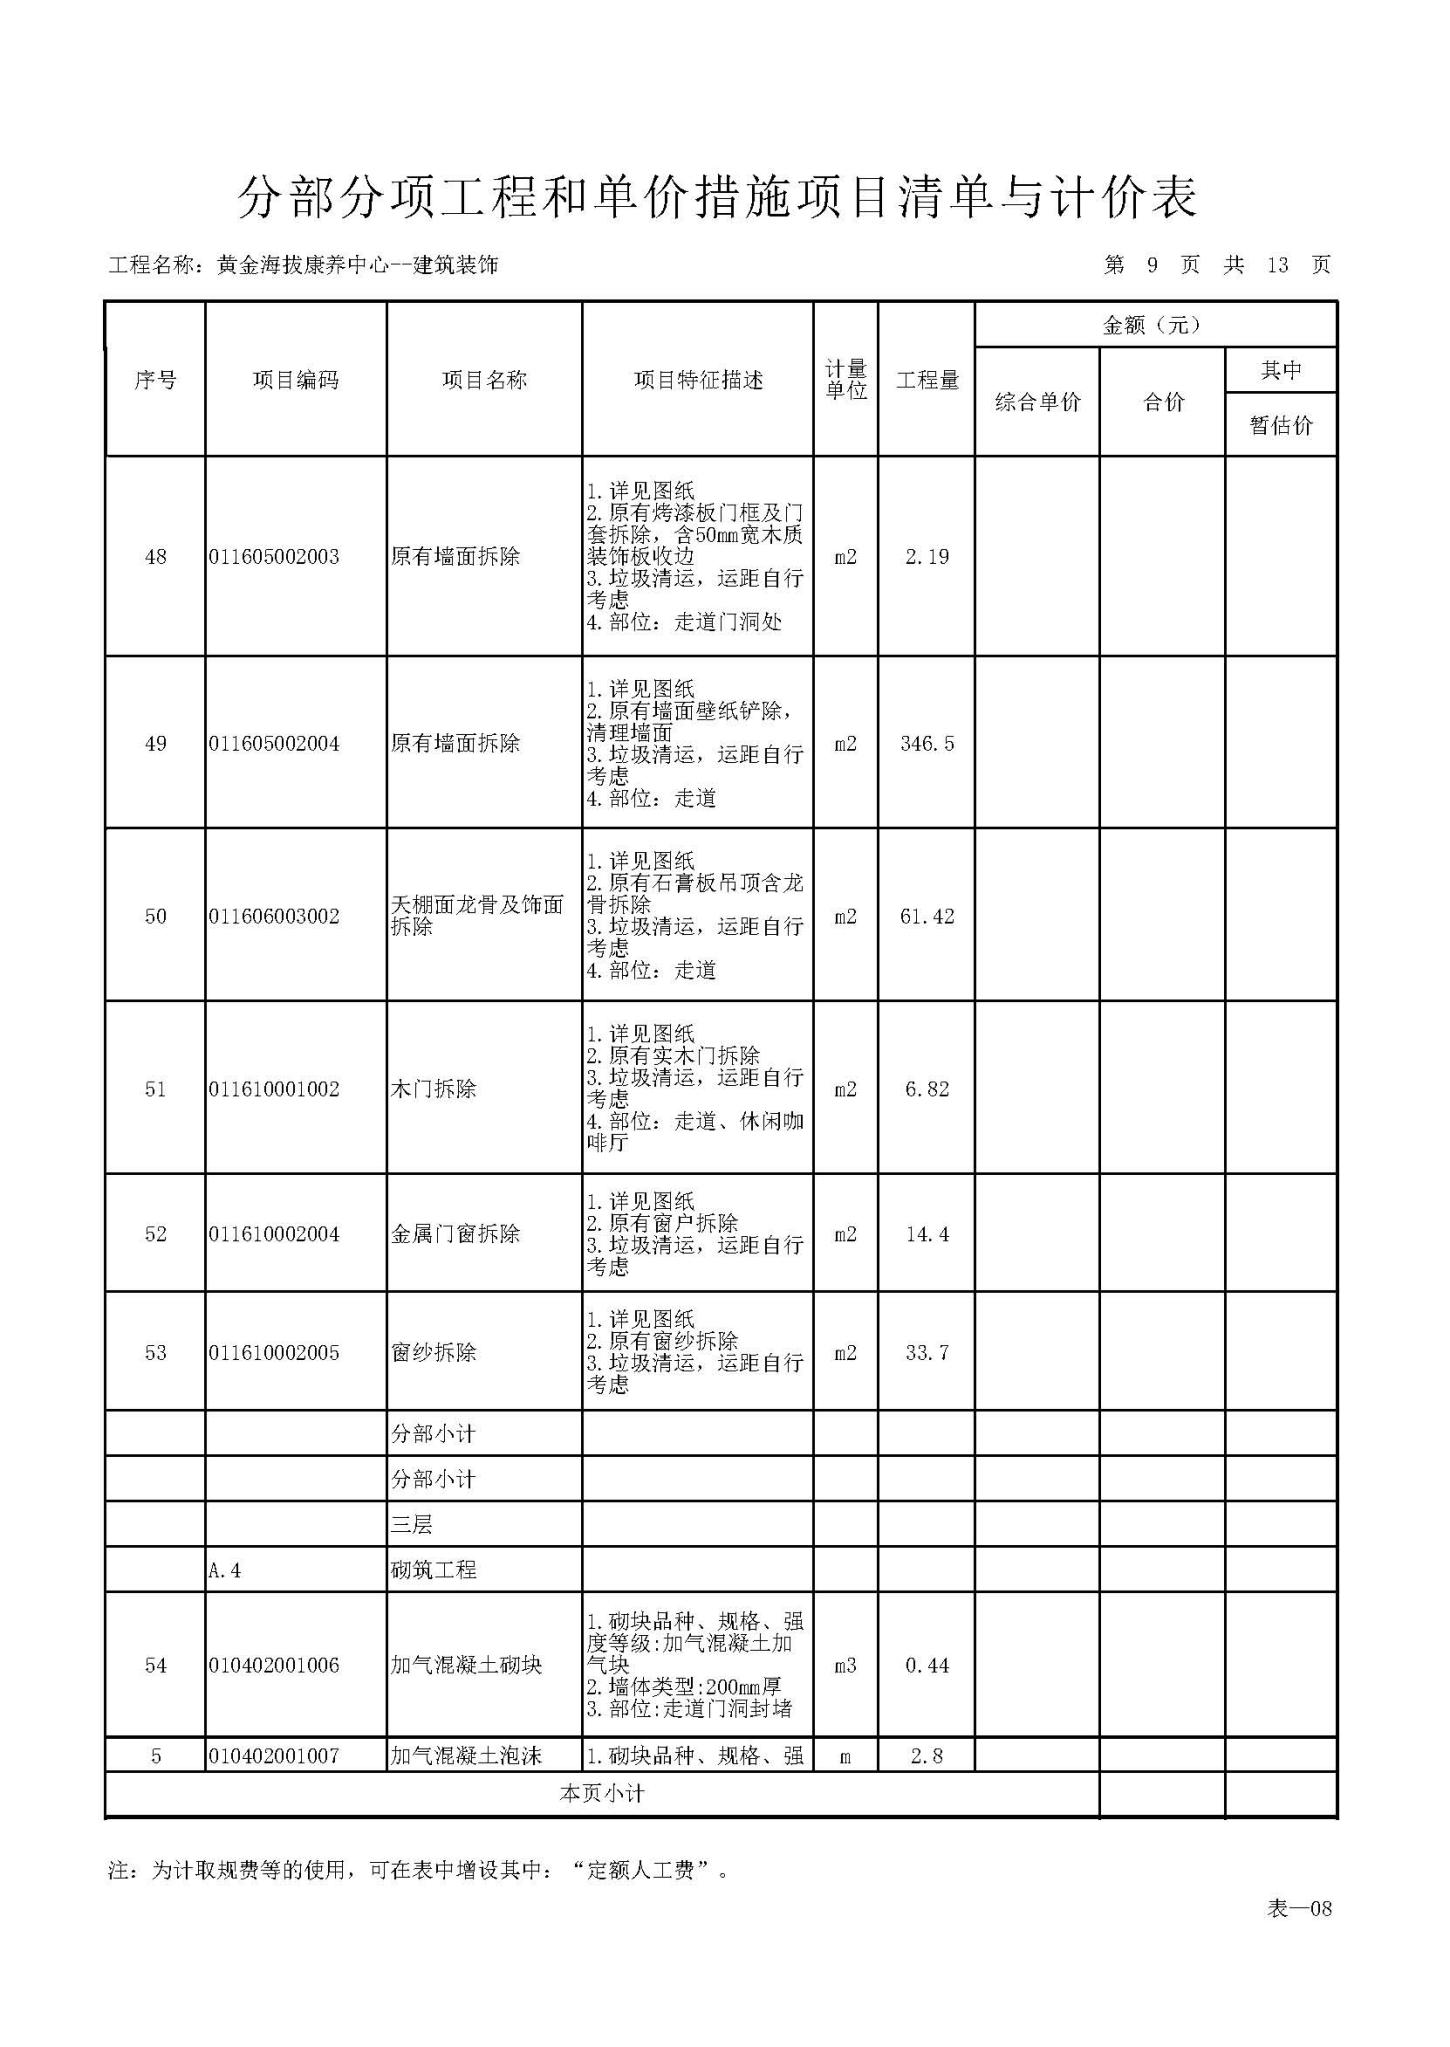 分部分项工程和单价措施项目清单与计价表
工程名称：黄金海拔康养中心--建筑装饰
第 9 页 共 13 页
序号
项目编码
项目名称
项目特征描述
计量
单位
工程量
金额（元）
综合单价
合价
其中
暂估价
48
011605002003
原有墙面拆除
1.详见图纸
2.原有烤漆板门框及门
套拆除，含50mm宽木质
装饰板收边
3.垃圾清运，运距自行
考虑
4.部位：走道门洞处
m2
2.19
49
011605002004
原有墙面拆除
1.详见图纸
2.原有墙面壁纸铲除，
清理墙面
3.垃圾清运，运距自行
考虑
4.部位：走道
m2
346.5
50
011606003002
天棚面龙骨及饰面
拆除
1.详见图纸
2.原有石膏板吊顶含龙
骨拆除
3.垃圾清运，运距自行
考虑
4.部位：走道
m2
61.42
51
011610001002
木门拆除
1.详见图纸
2.原有实木门拆除
3.垃圾清运，运距自行
考虑
4.部位：走道、休闲咖
啡厅
m2
6.82
52
011610002004
金属门窗拆除
1.详见图纸
2.原有窗户拆除
3.垃圾清运，运距自行
考虑
m2
14.4
53
011610002005
窗纱拆除
1.详见图纸
2.原有窗纱拆除
3.垃圾清运，运距自行
考虑
m2
33.7
分部小计
分部小计
三层
A.4
砌筑工程
54
010402001006
加气混凝土砌块
1.砌块品种、规格、强
度等级:加气混凝土加
气块
2.墙体类型:200mm厚
3.部位:走道门洞封堵
m3
0.44
5
010402001007
加气混凝土泡沫
1.砌块品种、规格、强
m
2.8
本页小计
注：为计取规费等的使用，可在表中增设其中：“定额人工费”。
表—08